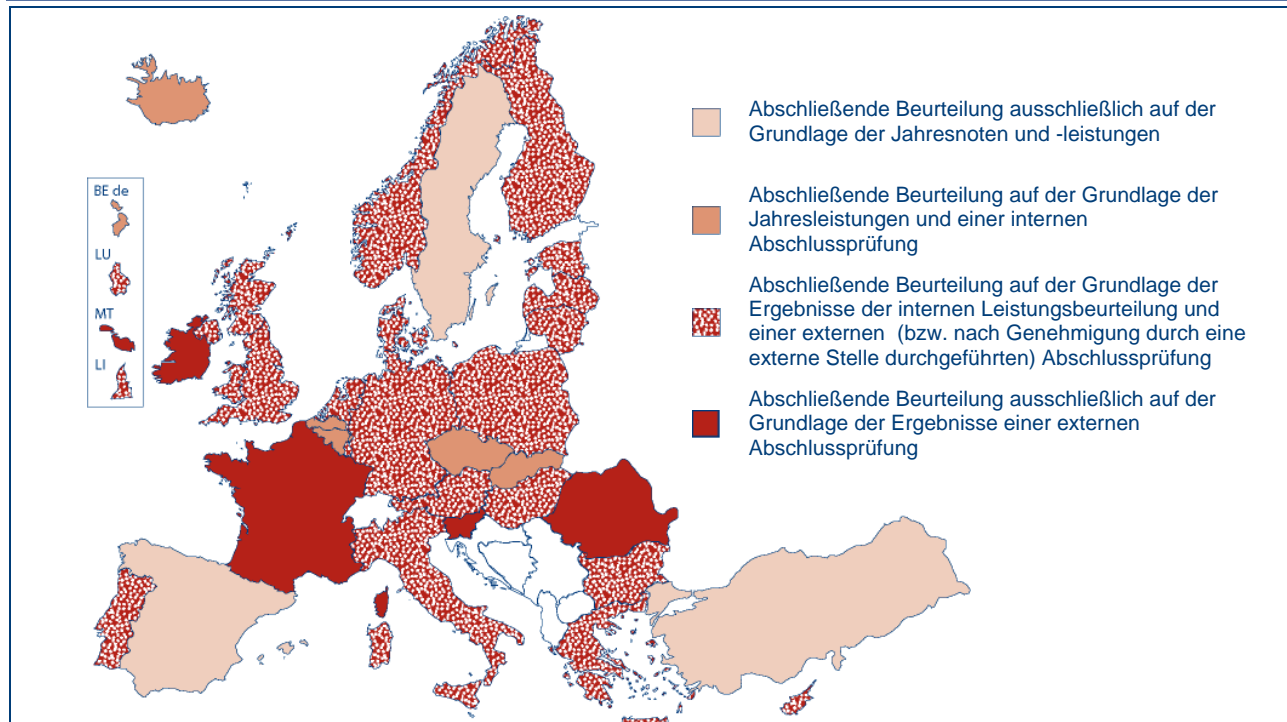 BE de
LU
MT
LI
Abschließende Beurteilung ausschließlich auf der
Grundlage der Jahresnoten und -leistungen
Abschließende Beurteilung auf der Grundlage der
Jahresleistungen und einer internen
Abschlussprüfung
Abschließende Beurteilung auf der Grundlage der
Ergebnisse der internen Leistungsbeurteilung und
einer externen (bzw. nach Genehmigung durch eine
externe Stelle durchgeführten) Abschlussprüfung
Abschließende Beurteilung ausschließlich auf der
Grundlage der Ergebnisse einer externen
Abschlussprüfung